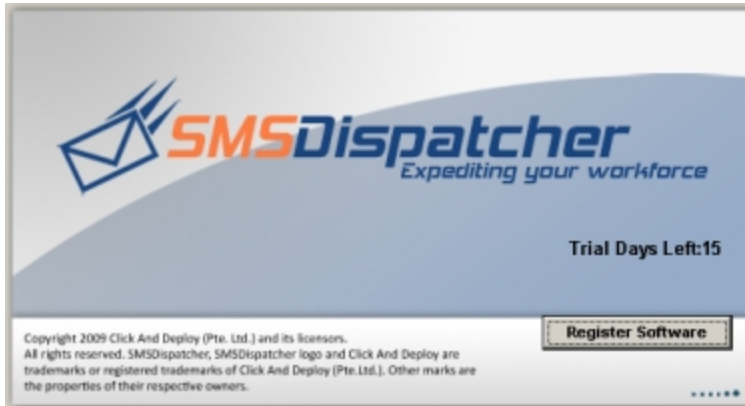 SMSDispatcher
Expediting your workforce
Trial Days Left:15
Register Software
Copyright 2009 Click And Deploy (Pte. Ltd.) and its licensors.
All rights reserved. SMSDispatcher, SMSDispatcher logo and Click And Deploy are
trademarks or registered trademarks of Click And Deploy (Pte.Ltd.). Other marks are
the properties of their respective owners.